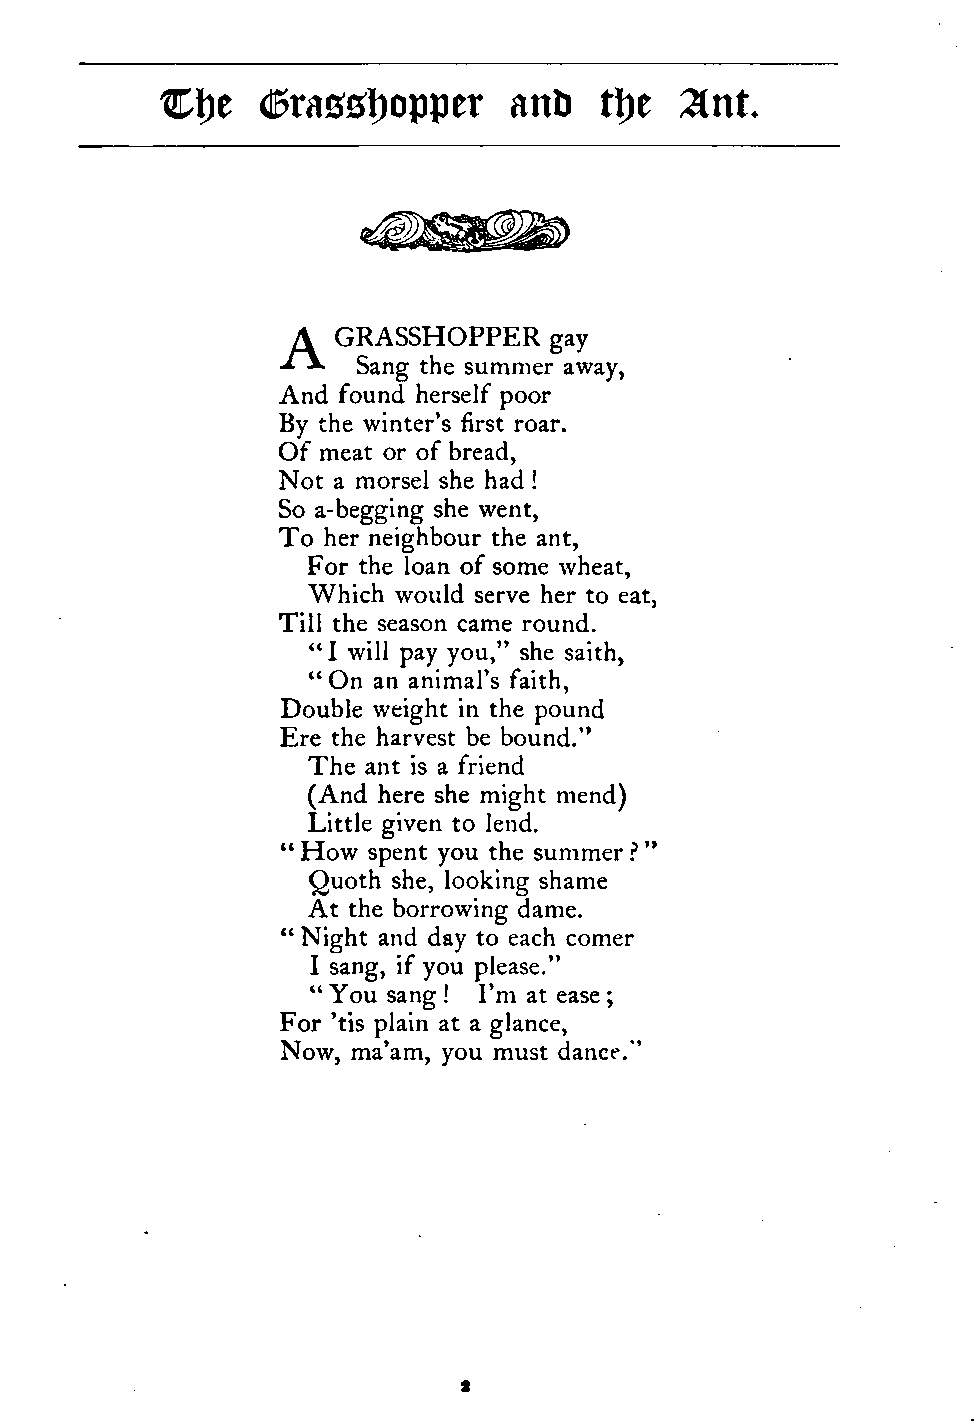 The Grasshopper and the Ant.
A GRASSHOPPER gay
Sang the summer away,
And found herself poor
By the winter's first roar.
Of meat or of bread,
Not a morsel she had!
So a-begging she went,
To her neighbour the ant,
For the loan of some wheat,
Which would serve her to eat,
Till the season came round.
"I will pay you," she saith,
"On an animal's faith,
Double weight in the pound
Ere the harvest be bound."
The ant is a friend
(And here she might mend)
Little given to lend.
"How spent you the summer?"
Quoth she, looking shame
At the borrowing dame.
"Night and day to each comer
I sang, if you please."
"You sang! I'm at ease;
For 'tis plain at a glance,
Now, ma'am, you must dance."
2